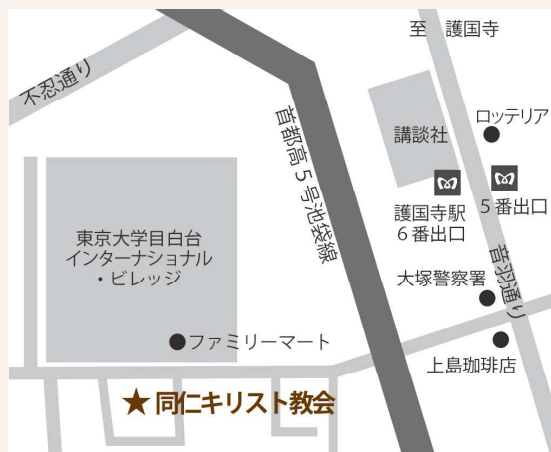 至 護国寺
不忍通り
首都高5号池袋線
講談社
ロッテリア
護国寺駅
6番出口
5番出口
音羽通り
東京大学目白台
インターナショナル
・ビレッジ
大塚警察署
ファミリーマート
上島珈琲店
★同仁キリスト教会